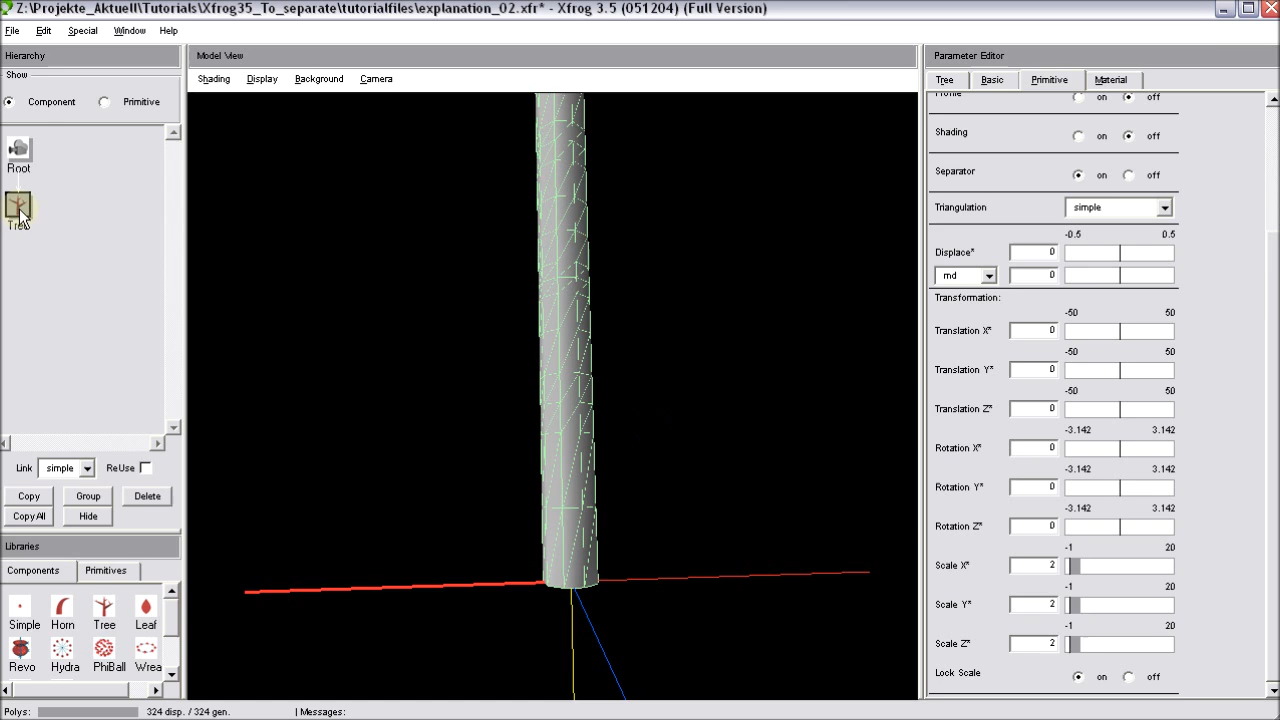 Z:\Projekte_Aktuell\Tutorials\Xfrog35_To_separate\tutorialfiles\explanation_02.xfr* - Xfrog 3.5 (051204) (Full Version)
File Edit Special Window Help
Hierarchy
Show
Component Primitive
Root
Tree
Link simple ReUse
Copy Group Delete
CopyAll Hide
Libraries
Components Primitives
Simple Horn Tree Leaf
Revo Hydra PhiBall Wrea
Polys: 324 disp. / 324 gen. | Messages:
Model View
Shading Display Background Camera
Parameter Editor
Tree Basic Primitive Material
on off
Shading on off
Separator on off
Triangulation simple
-0.5 0.5
Displace* 0
md 0
Transformation:
-50 50
Translation X* 0
-50 50
Translation Y* 0
-50 50
Translation Z* 0
-3.142 3.142
Rotation X* 0
-3.142 3.142
Rotation Y* 0
-3.142 3.142
Rotation Z* 0
-1 20
Scale X* 2
-1 20
Scale Y* 2
-1 20
Scale Z* 2
Lock Scale on off